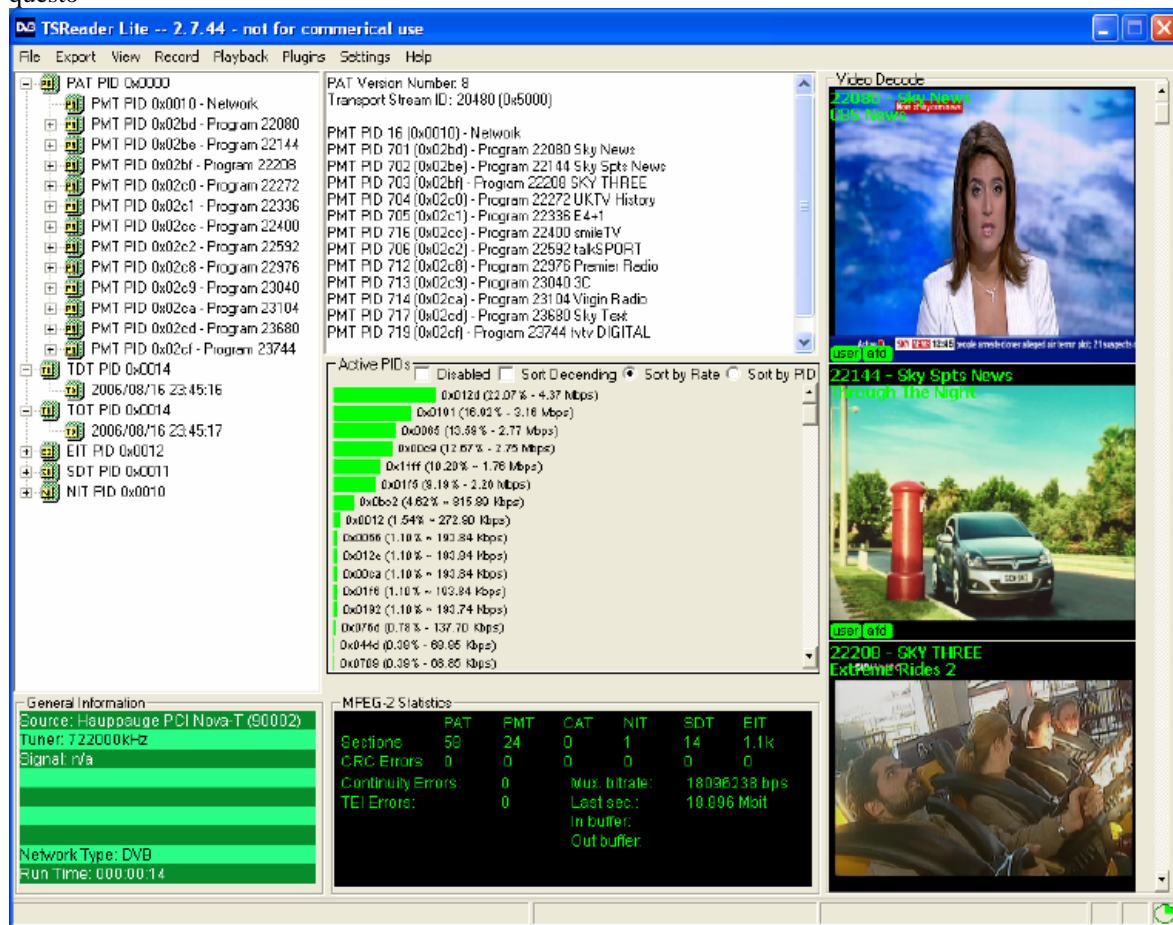 questo
TSReader Lite -- 2.7.44 - not for commerical use
File Export View Record Playback Plugins Settings Help
PAT PID 0x0000
PMT PID 0x0010 - Network
PMT PID 0x02bd - Program 22080
PMT PID 0x02be - Program 22144
PMT PID 0x02bf - Program 22208
PMT PID 0x02c0 - Program 22272
PMT PID 0x02c1 - Program 22336
PMT PID 0x02cc - Program 22400
PMT PID 0x02c2 - Program 22592
PMT PID 0x02c8 - Program 22976
PMT PID 0x02c9 - Program 23040
PMT PID 0x02ca - Program 23104
PMT PID 0x02cd - Program 23680
PMT PID 0x02cf - Program 23744
TDT PID 0x0014
2006/08/16 23:45:16
TOT PID 0x0014
2006/08/16 23:45:17
EIT PID 0x0012
SDT PID 0x0011
NIT PID 0x0010
PAT Version Number: 8
Transport Stream ID: 20480 (0x5000)
PMT PID 16 (0x0010) - Network
PMT PID 701 (0x02bd) - Program 22080 Sky News
PMT PID 702 (0x02be) - Program 22144 Sky Spts News
PMT PID 703 (0x02bf) - Program 22208 SKY THREE
PMT PID 704 (0x02c0) - Program 22272 UKTV History
PMT PID 705 (0x02c1) - Program 22336 E4+1
PMT PID 716 (0x02cc) - Program 22400 smileTV
PMT PID 706 (0x02c2) - Program 22592 talkSPORT
PMT PID 712 (0x02c8) - Program 22976 Premier Radio
PMT PID 713 (0x02c9) - Program 23040 3C
PMT PID 714 (0x02ca) - Program 23104 Virgin Radio
PMT PID 717 (0x02cd) - Program 23680 Sky Text
PMT PID 719 (0x02cf) - Program 23744 tvtv DIGITAL
Active PIDs
Disabled Sort Decending Sort by Rate Sort by PID
0x012d (22.07% - 4.37 Mbps)
0x0101 (16.02% - 3.16 Mbps)
0x0065 (13.59% - 2.77 Mbps)
0x00c9 (12.67% - 2.75 Mbps)
0x1fff (10.20% - 1.76 Mbps)
0x01f5 (9.19% - 2.20 Mbps)
0x0bc2 (4.62% - 815.89 Kbps)
0x0012 (1.54% - 272.90 Kbps)
0x0066 (1.10% - 193.84 Kbps)
0x012e (1.10% - 193.84 Kbps)
0x00ca (1.10% - 193.84 Kbps)
0x01f6 (1.10% - 193.84 Kbps)
0x0192 (1.10% - 193.74 Kbps)
0x076d (0.78% - 137.70 Kbps)
0x044d (0.39% - 68.85 Kbps)
0x0709 (0.39% - 68.85 Kbps)
Video Decode
22080 - Sky News
CBS News
SKY NEWS 12:45 people arrested over alleged air terror plot; 21 suspects
user afd
22144 - Sky Spts News
Through The Night
user afd
22208 - SKY THREE
Extreme Rides 2
General Information
Source: Hauppauge PCI Nova-T (90002)
Tuner: 722000kHz
Signal: n/a
Network Type: DVB
Run Time: 000:00:14
MPEG-2 Statistics
PAT PMT CAT NIT SDT EIT
Sections 58 24 0 1 14 1.1k
CRC Errors 0 0 0 0 0 0
Continuity Errors: 0 Mux. bitrate: 18096238 bps
TEI Errors: 0 Last sec.: 18.896 Mbit
In buffer:
Out buffer: